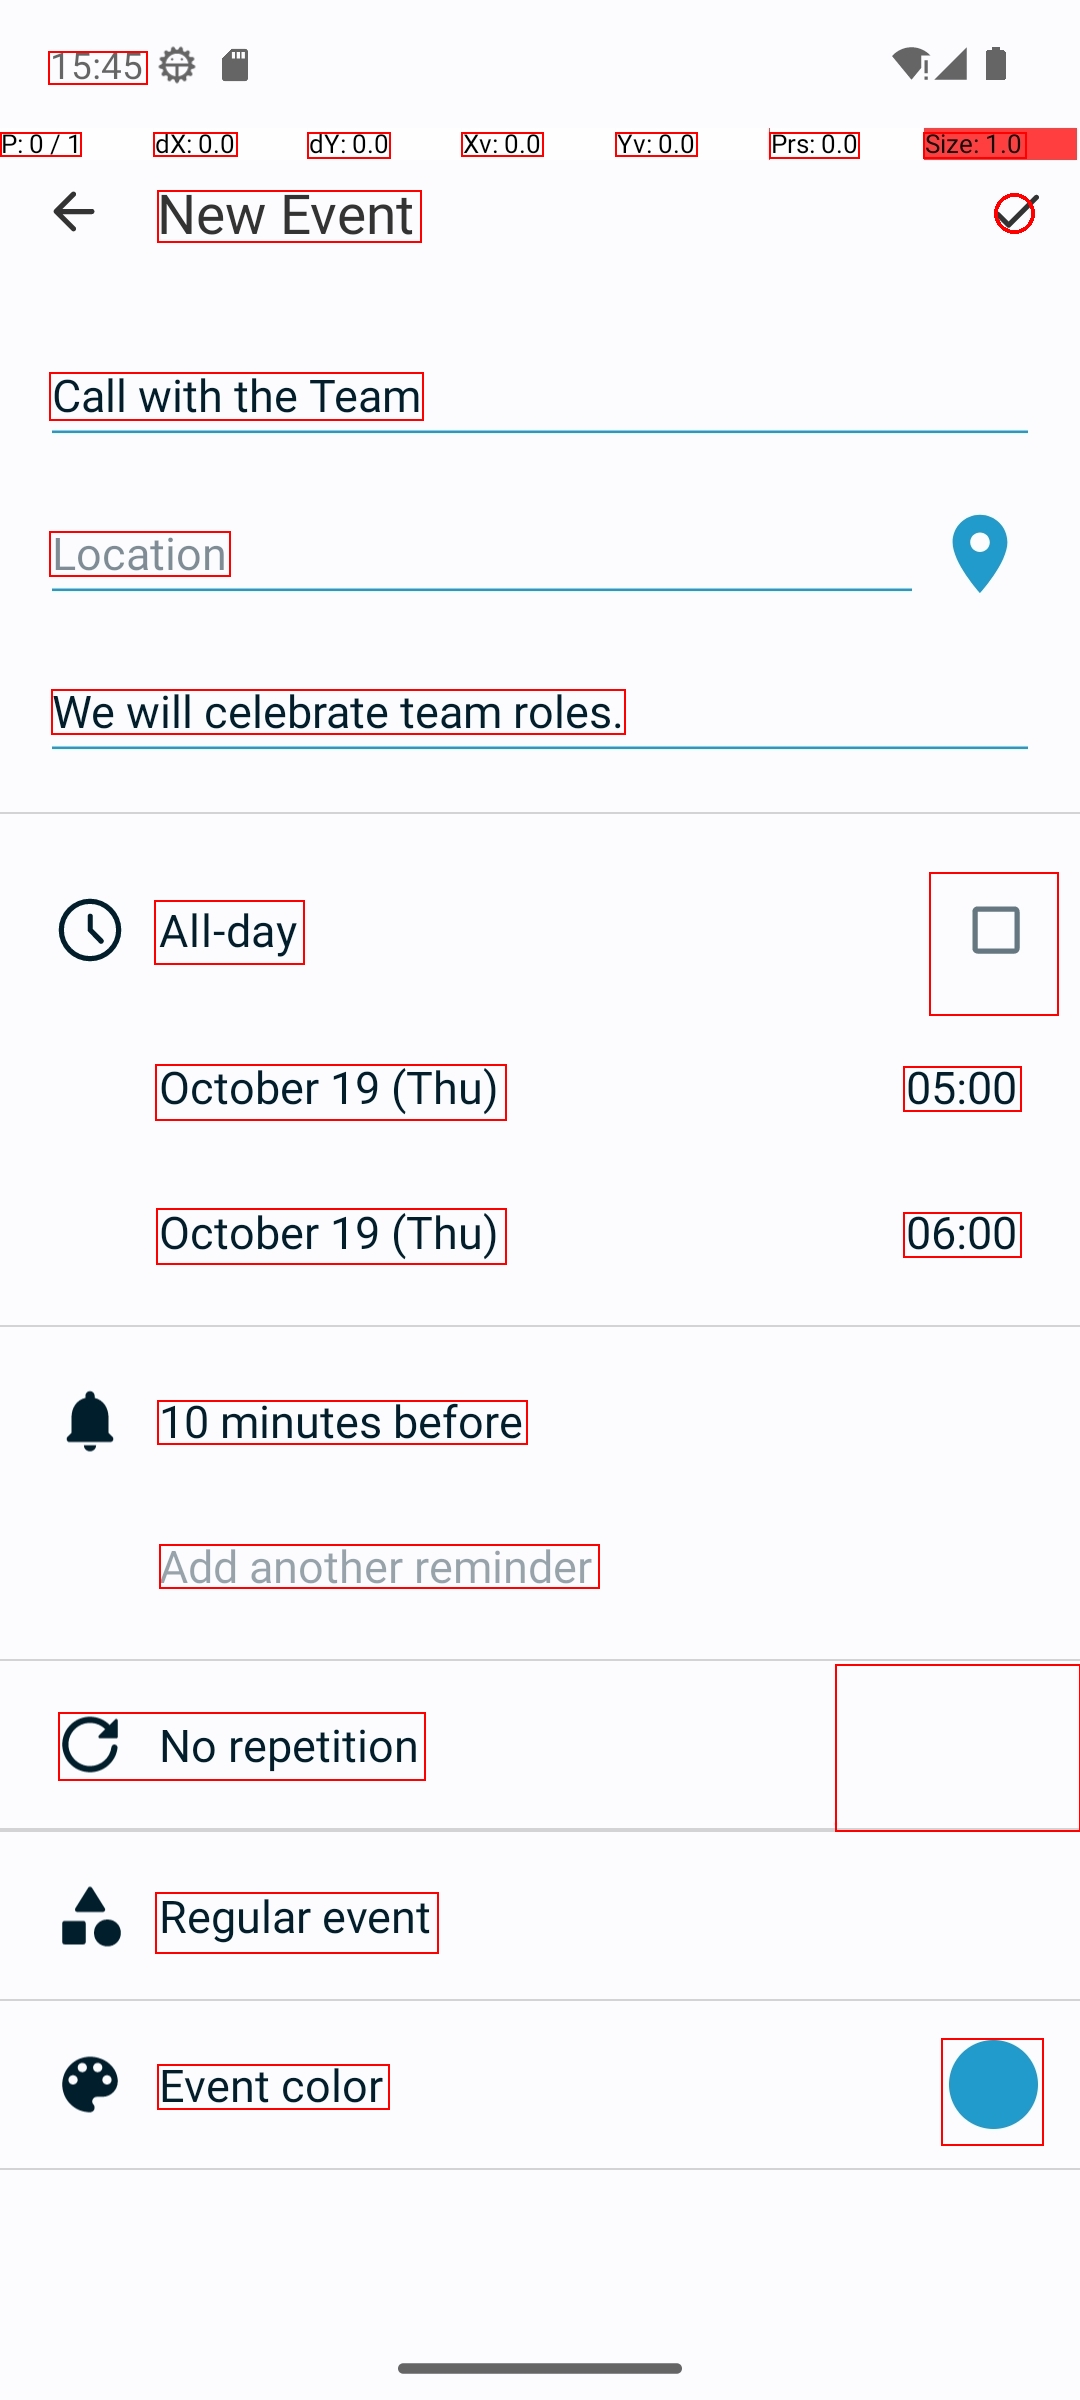 15:45
P: 0 / 1 dX: 0.0 dY: 0.0 Xv: 0.0 Yv: 0.0 Prs: 0.0 Size: 1.0
New Event
Call with the Team
Location
We will celebrate team roles.
All-day
October 19 (Thu) 05:00
October 19 (Thu) 06:00
10 minutes before
Add another reminder
No repetition
Regular event
Event color